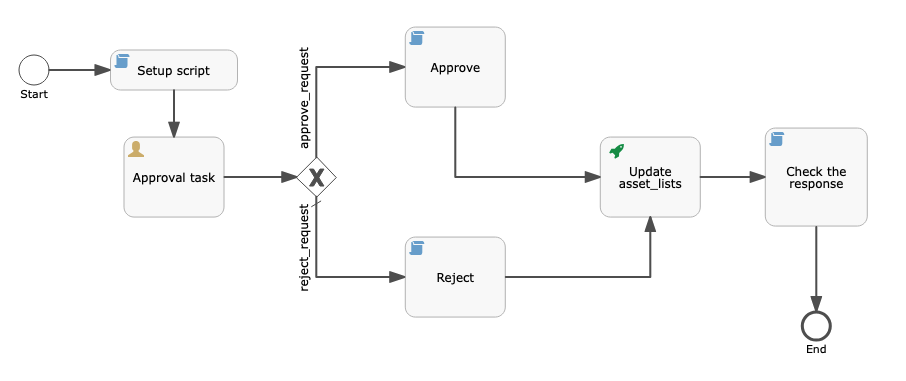 Start
Setup script
Approval task
approve_request
reject_request
Approve
Reject
Update
asset_lists
Check the
response
End